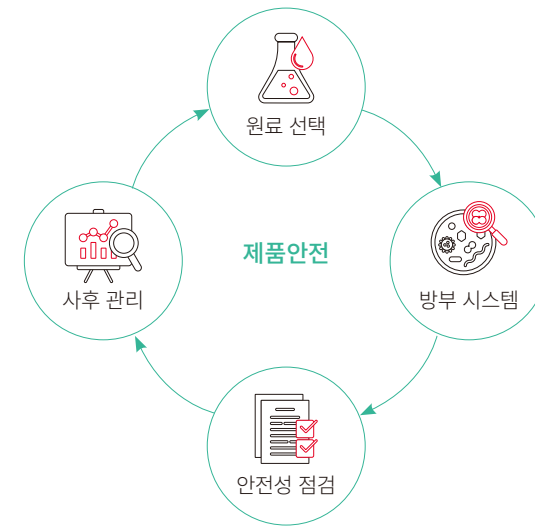 원료 선택
제품안전
사후 관리
방부 시스템
안전성 점검